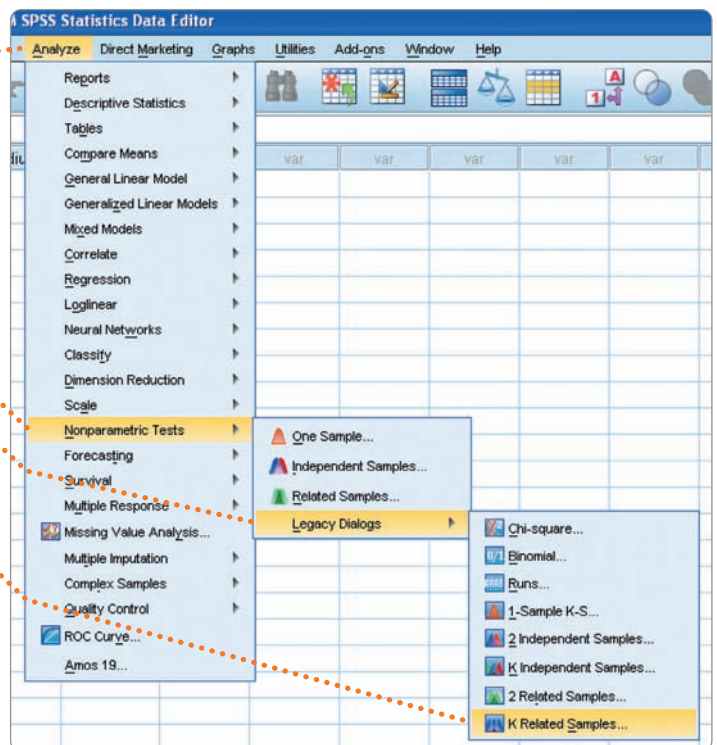 M SPSS Statistics Data Editor
Analyze Direct Marketing Graphs Utilities Add-ons Window Help
Reports
Descriptive Statistics
Tables
Compare Means
var var var var var
General Linear Model
Generalized Linear Models
Mixed Models
Correlate
Regression
Loglinear
Neural Networks
Classify
Dimension Reduction
Scale
Nonparametric Tests
Forecasting
Survival
Multiple Response
Missing Value Analysis...
Multiple Imputation
Complex Samples
Quality Control
ROC Curve...
Amos 19...
One Sample...
Independent Samples...
Related Samples...
Legacy Dialogs
Chi-square...
0/1 Binomial...
Runs...
1-Sample K-S...
2 Independent Samples...
K Independent Samples...
2 Related Samples...
K Related Samples...